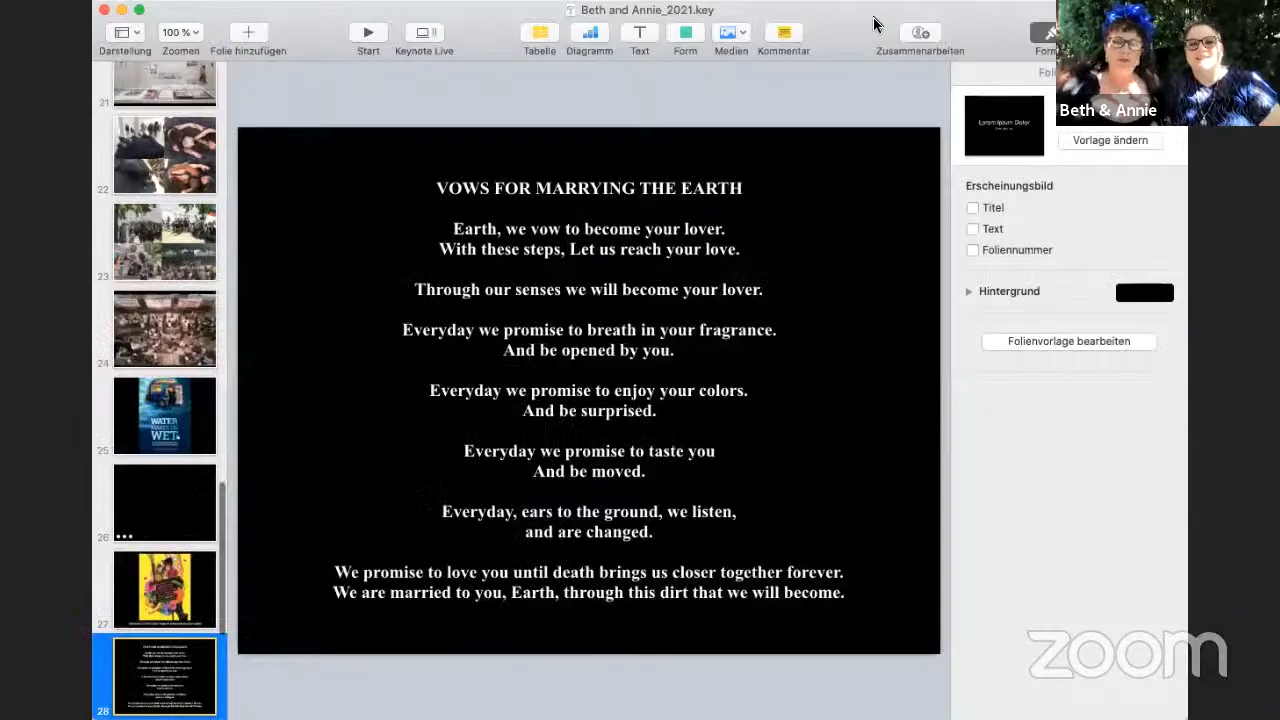 Beth and Annie_2021.key
100 %
Darstellung
Zoomen
Folie hinzufügen
Start
Keynote Live
Tabelle
Diagramm
Text
Form
Medien
Kommentar
Zusammenarbeiten
Beth & Annie
Lorem Ipsum Dolor
Vorlage ändern
Erscheinungsbild
Titel
Text
Foliennummer
Hintergrund
Folienvorlage bearbeiten
21
22
23
24
25
26
27
28
WATER
MAKES US
WET
VOWS FOR MARRYING THE EARTH
Earth, we vow to become your lover.
With these steps, Let us reach your love.
Through our senses we will become your lover.
Everyday we promise to breath in your fragrance.
And be opened by you.
Everyday we promise to enjoy your colors.
And be surprised.
Everyday we promise to taste you
And be moved.
Everyday, ears to the ground, we listen,
and are changed.
We promise to love you until death brings us closer together forever.
We are married to you, Earth, through this dirt that we will become.
zoom